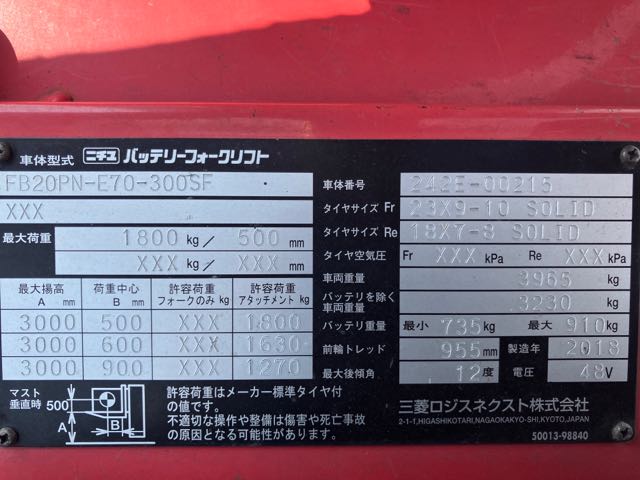 車体型式 ニチユ バッテリーフォークリフト
FB20PN-E70-300SF
XXX
最大荷重 1800 kg / 500 mm
XXX kg / XXX mm
最大揚高 A mm 荷重中心 B mm 許容荷重 フォークのみ kg 許容荷重 アタッチメント kg
3000 500 XXX 1800
3000 600 XXX 1630
3000 900 XXX 1270
マスト垂直時 500 A B
許容荷重はメーカー標準タイヤ付
の値です。
不適切な操作や整備は傷害や死亡事故
の原因となる可能性があります。
車体番号 242E-00215
タイヤサイズ Fr 23X9-10 SOLID
タイヤサイズ Re 18X7-8 SOLID
タイヤ空気圧 Fr XXX kPa Re XXX kPa
車両重量 3965 kg
バッテリを除く車両重量 3230 kg
バッテリ重量 最小 735 kg 最大 910 kg
前輪トレッド 955 mm 製造年 2018
最大後傾角 12 度 電圧 48 V
三菱ロジスネクスト株式会社
2-1-1,HIGASHIKOTARI,NAGAOKAKYO-SHI,KYOTO,JAPAN
50013-98840